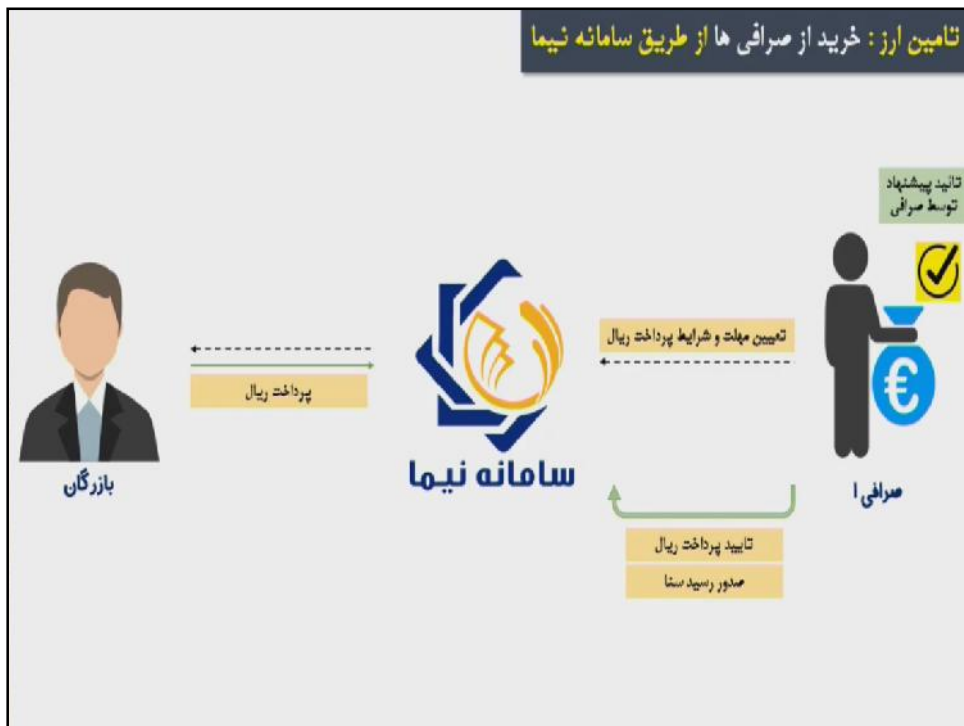 تامین ارز : خرید از صرافی ها از طریق سامانه نیما
تائید پیشنهاد
توسط صرافی
تعیین مهلت و شرایط پرداخت ریال
پرداخت ریال
بازرگان
سامانه نیما
صرافی ا
تایید پرداخت ریال
صدور رسید سنا